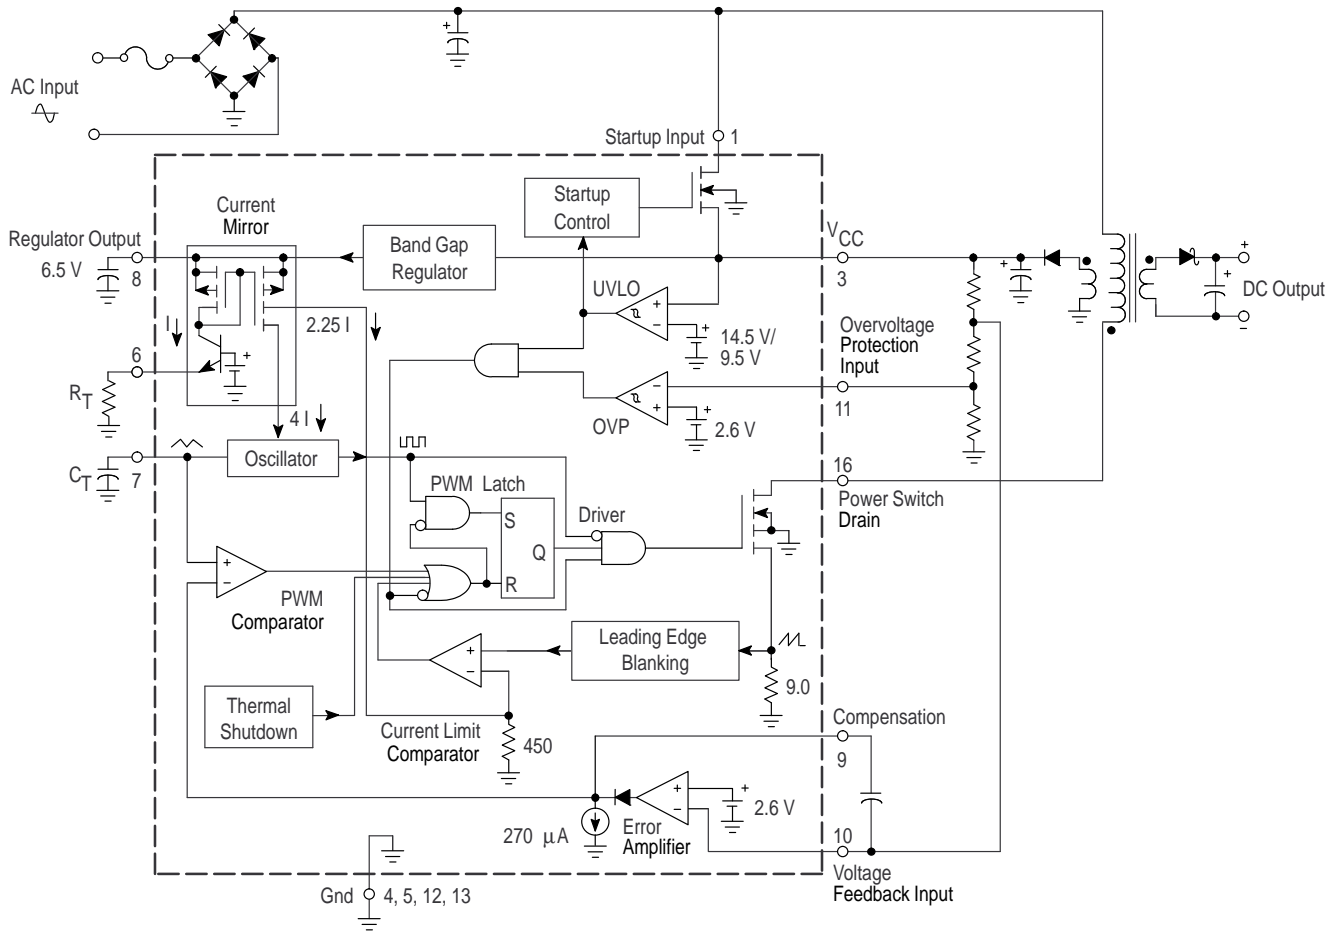 AC Input
+
Startup Input
1
Current
Mirror
Startup
Control
Regulator Output
6.5 V
8
Band Gap
Regulator
VCC
3
+
+
+
DC Output
–
UVLO
+
–
+
14.5 V/
9.5 V
I
2.25 I
Overvoltage
Protection
Input
11
6
RT
+
4 I
–
+
OVP
+
2.6 V
CT
7
Oscillator
16
Power Switch
Drain
PWM Latch
S
Q
R
Driver
+
–
PWM
Comparator
Leading Edge
Blanking
+
–
9.0
Thermal
Shutdown
Current Limit
Comparator
450
Compensation
9
+
–
+
2.6 V
270 µA
Error
Amplifier
10
Voltage
Feedback Input
Gnd
4, 5, 12, 13